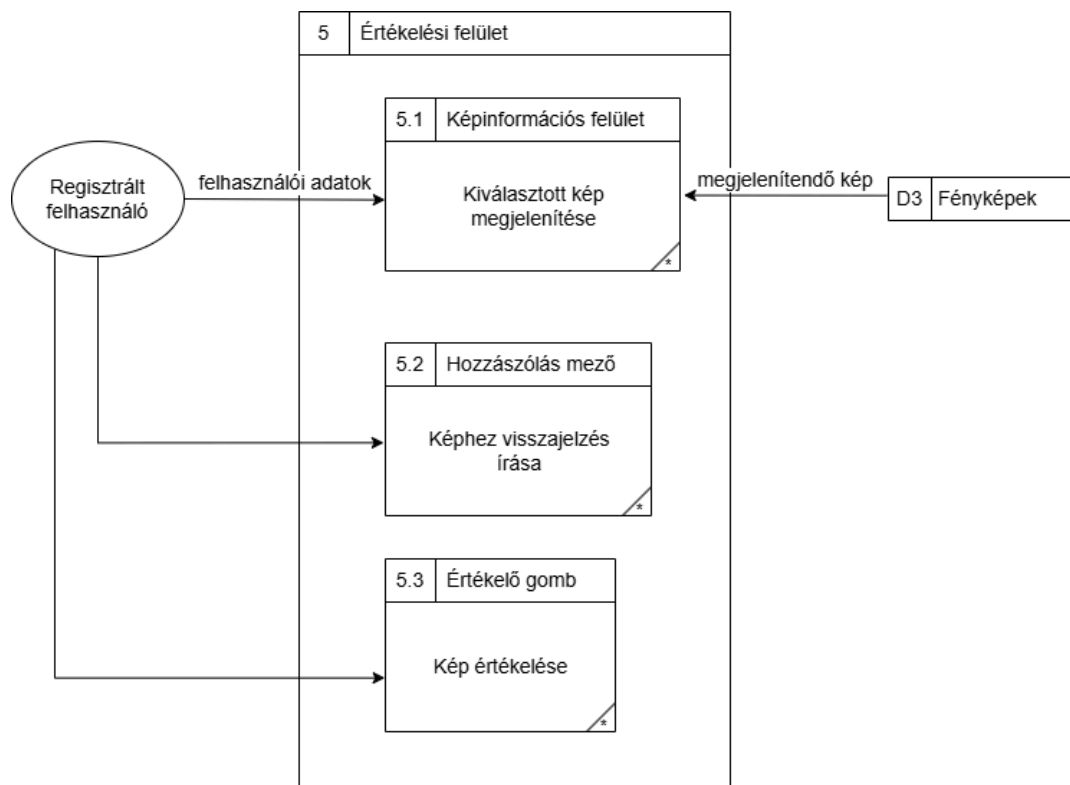 5 Értékelési felület
5.1 Képinformációs felület
Regisztrált
felhasználó
felhasználói adatok
Kiválasztott kép
megjelenítése
*
megjelenítendő kép
D3 Fényképek
5.2 Hozzászólás mező
Képhez visszajelzés
írása
*
5.3 Értékelő gomb
Kép értékelése
*